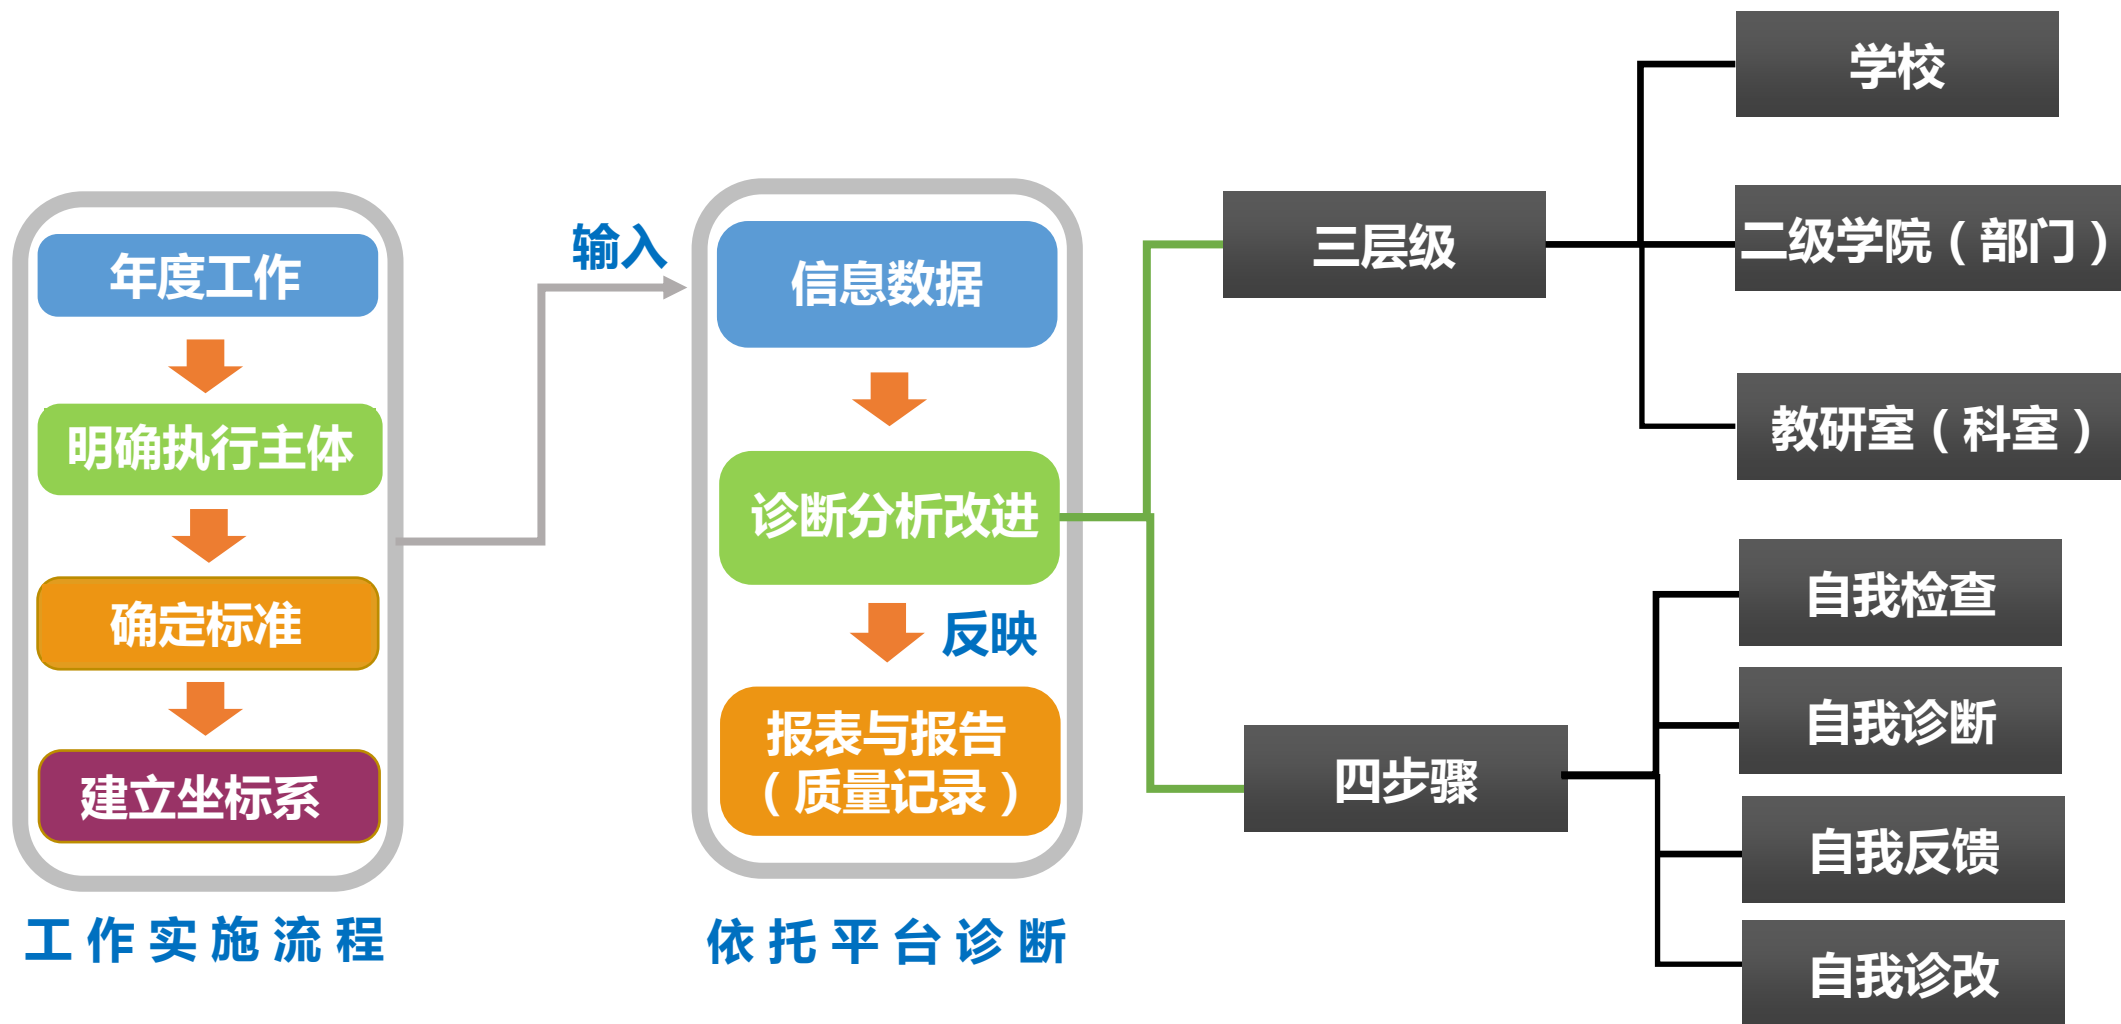 年度工作
明确执行主体
确定标准
建立坐标系
工作实施流程
输入
信息数据
诊断分析改进
反映
报表与报告
（质量记录）
依托平台诊断
三层级
学校
二级学院（部门）
教研室（科室）
四步骤
自我检查
自我诊断
自我反馈
自我诊改